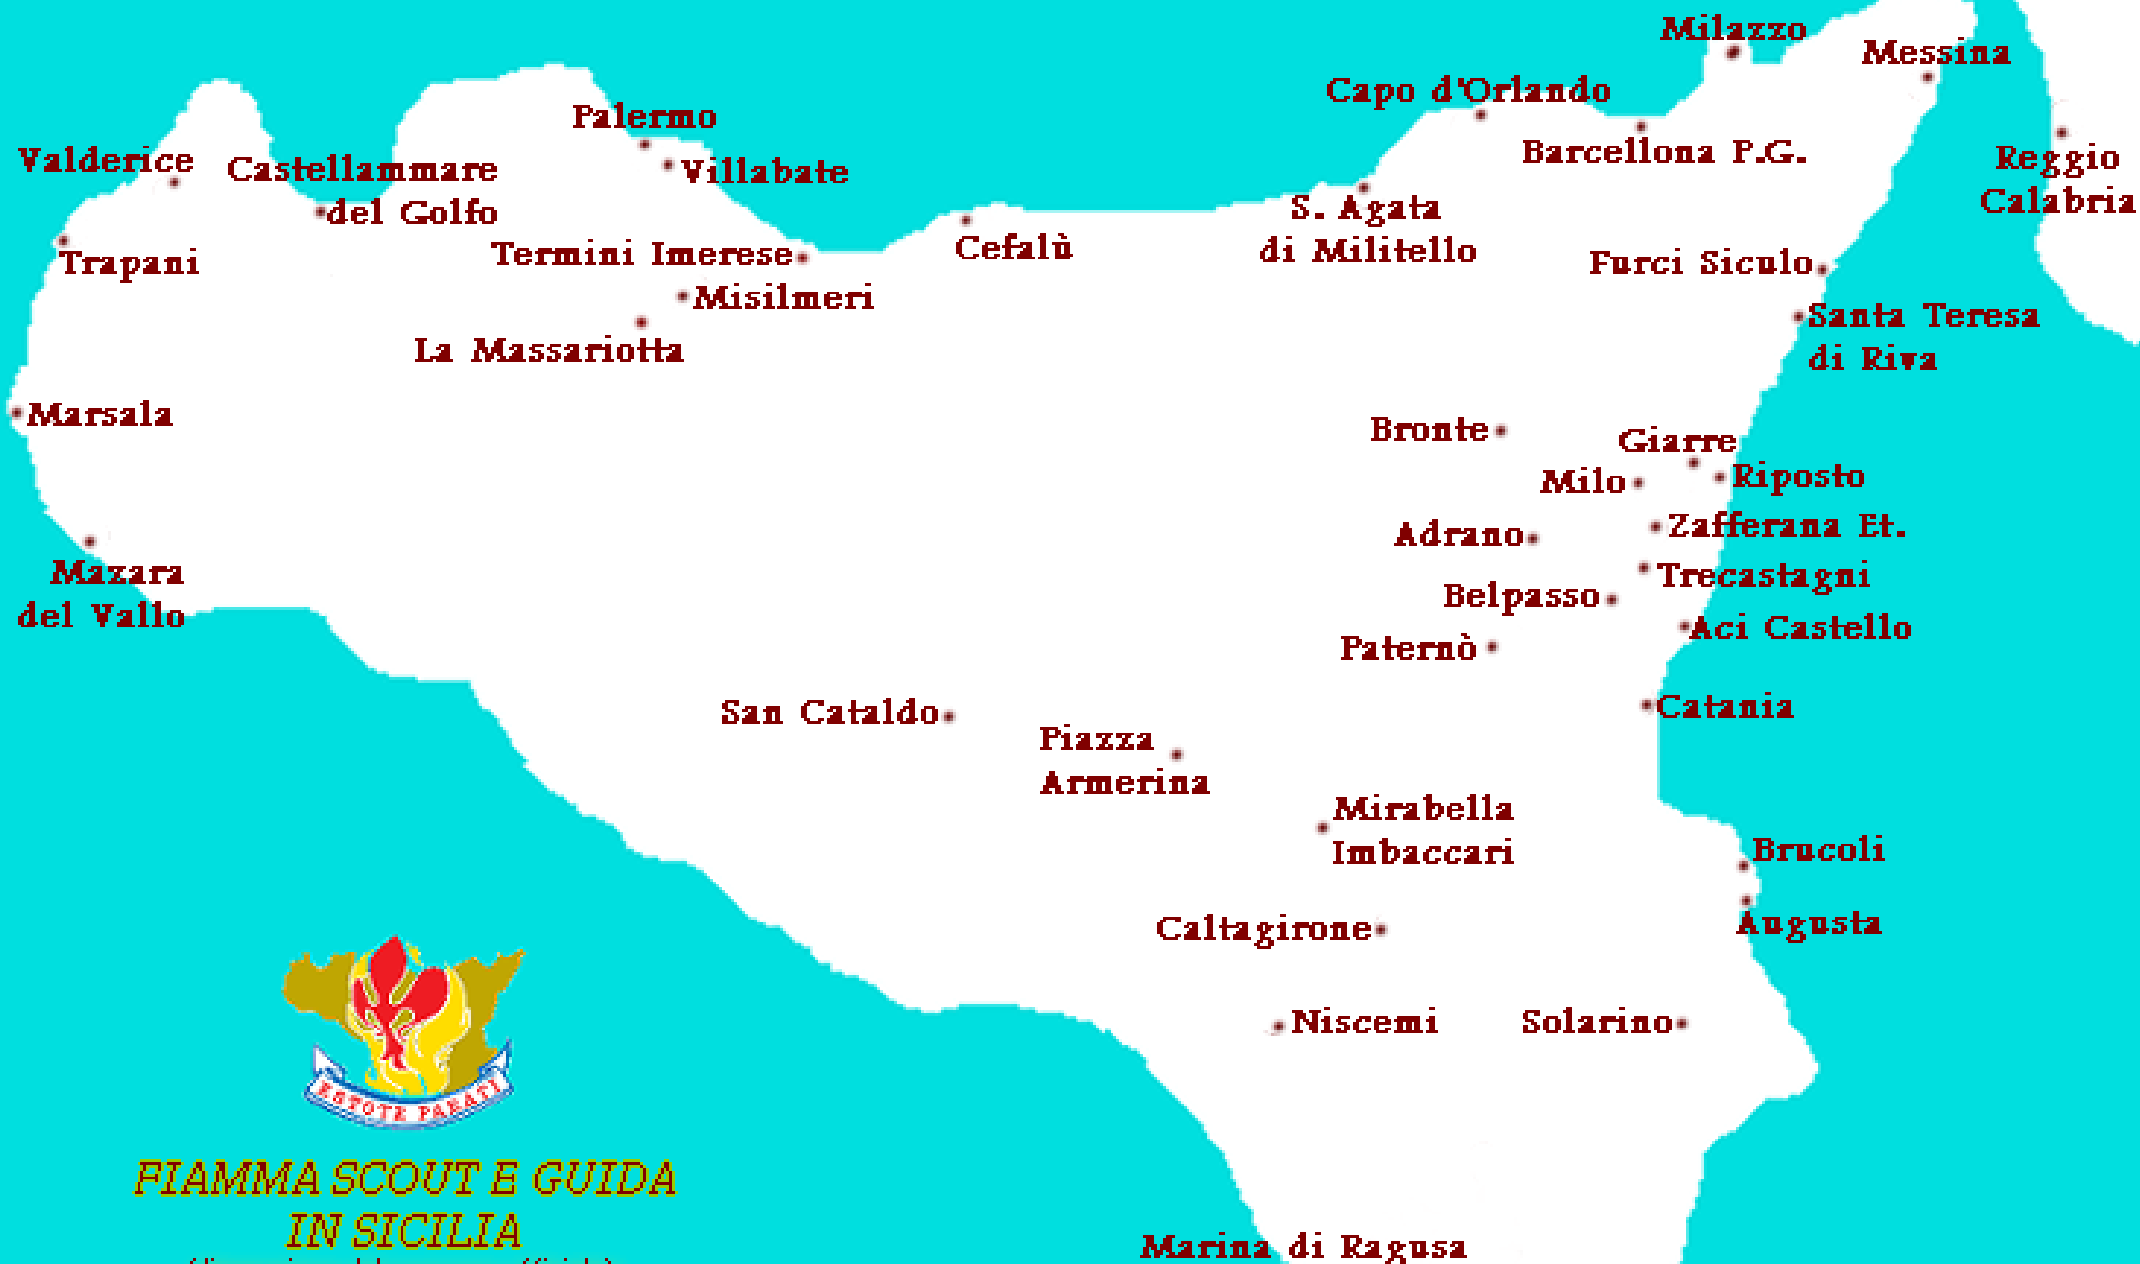 Milazzo
Messina
Capo d'Orlando
Palermo
Barcellona P.G.
Valderice
Castellammare
del Golfo
Villabate
Reggio
Calabria
S. Agata
di Militello
Trapani
Termini Imerese
Cefalù
Furci Siculo
Misilmeri
Santa Teresa
di Riva
La Massariotta
Marsala
Bronte
Giarre
Milo
Riposto
Adrano
Zafferana Et.
Mazara
del Vallo
Trecastagni
Belpasso
Aci Castello
Paternò
San Cataldo
Catania
Piazza
Armerina
Mirabella
Imbaccari
Brucoli
Caltagirone
Augusta
Niscemi
Solarino
ESTOTE PARATI
FIAMMA SCOUT E GUIDA
IN SICILIA
Marina di Ragusa